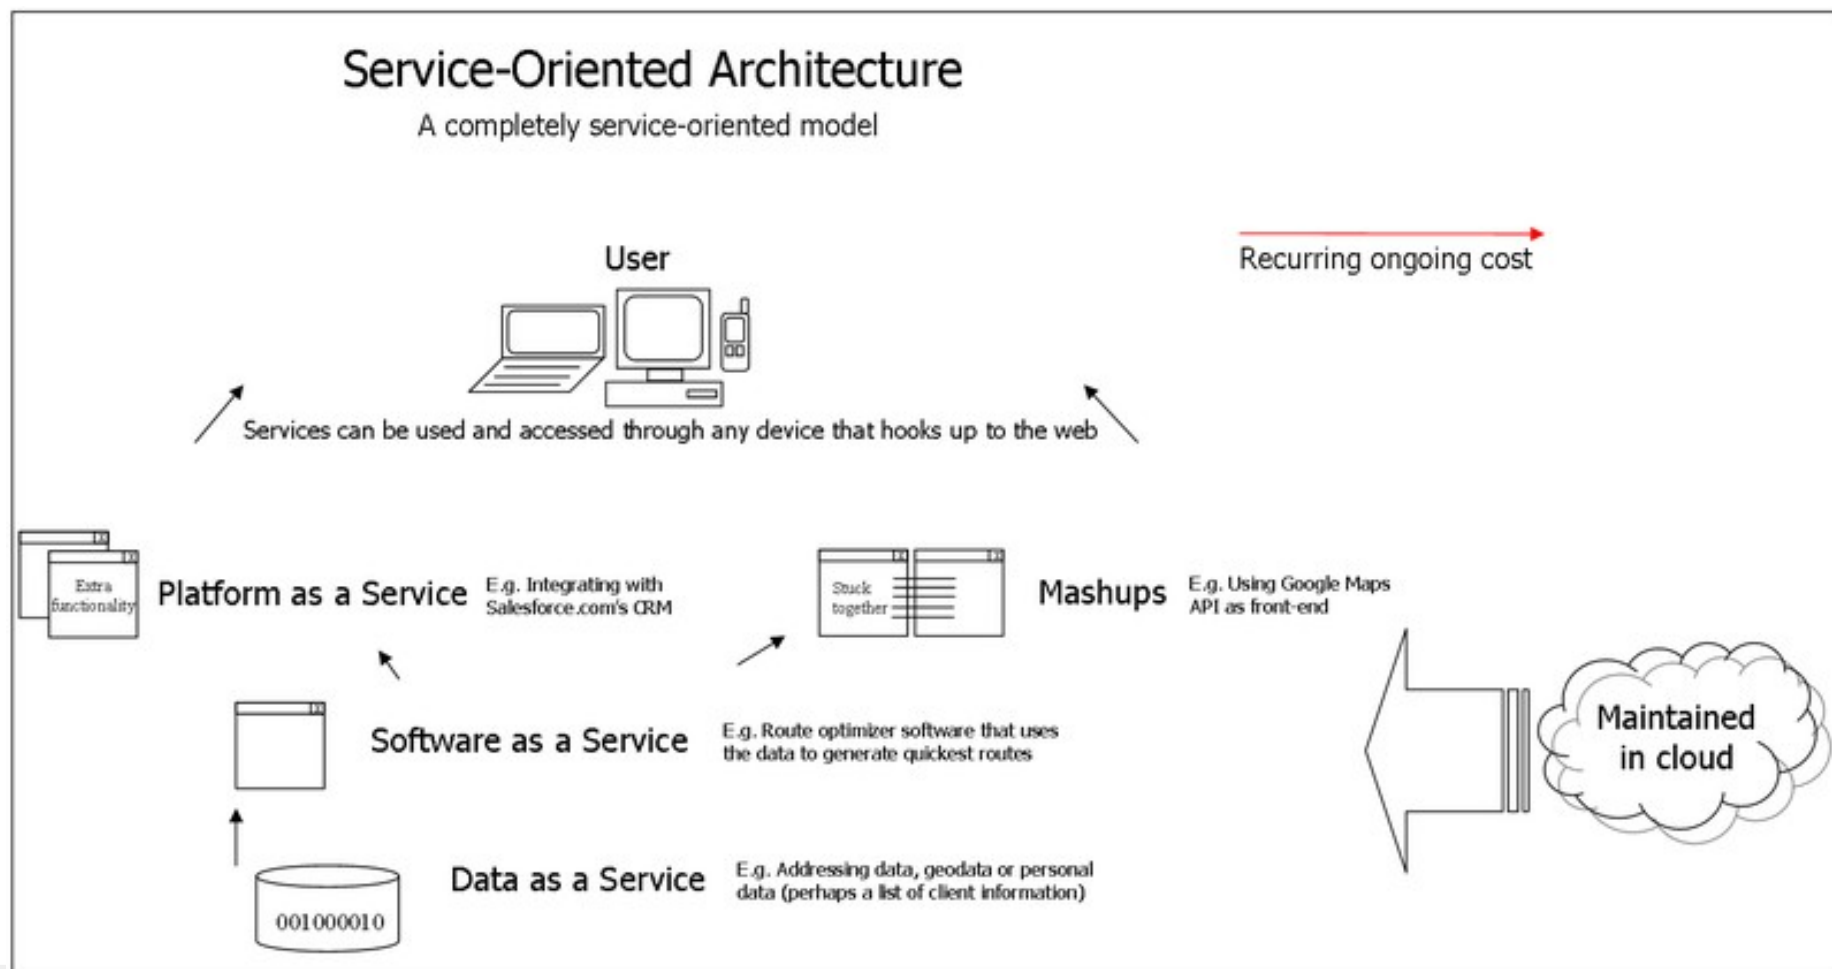 Service-Oriented Architecture
A completely service-oriented model
User
Recurring ongoing cost
Services can be used and accessed through any device that hooks up to the web
Extra
functionality
Platform as a Service
E.g. Integrating with
Salesforce.com's CRM
Stuck
together
Mashups
E.g. Using Google Maps
API as front-end
Software as a Service
E.g. Route optimizer software that uses
the data to generate quickest routes
Maintained
in cloud
Data as a Service
E.g. Addressing data, geodata or personal
data (perhaps a list of client information)
001000010